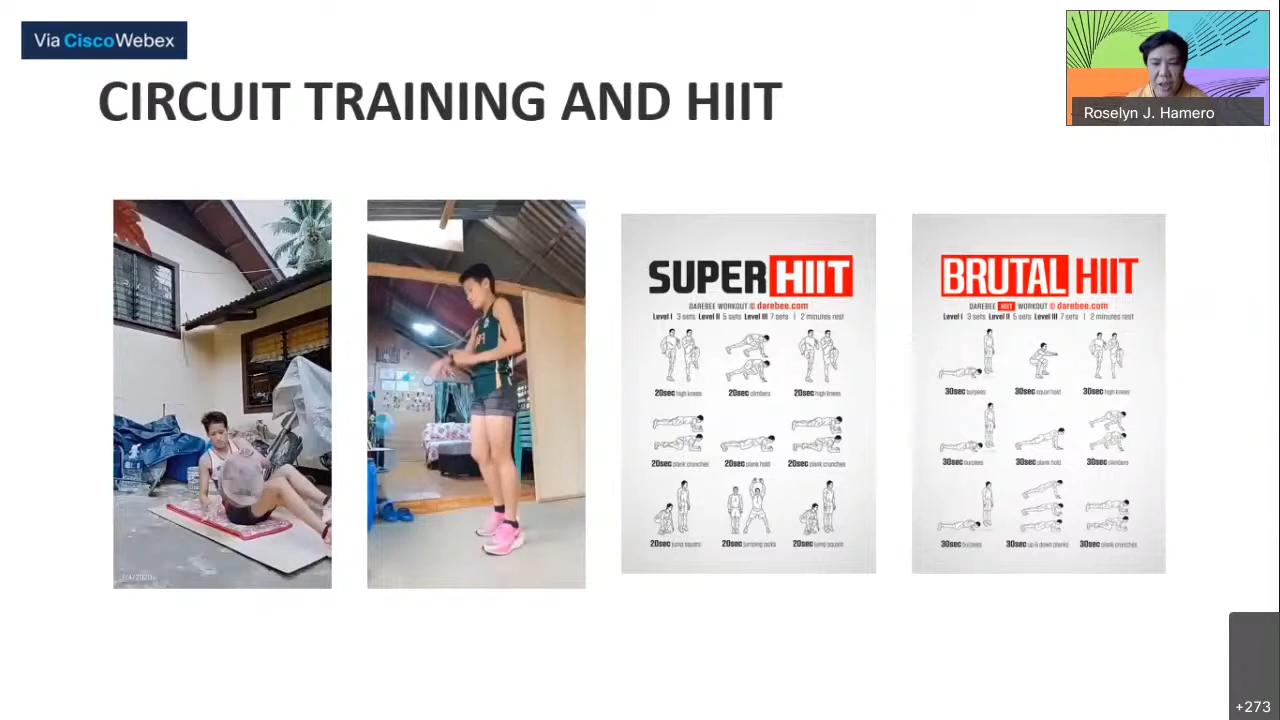 Via CiscoWebex
Roselyn J. Hamero
CIRCUIT TRAINING AND HIIT
SUPER HIIT
DAREBEE WORKOUT © darebee.com
Level I 3 sets Level II 5 sets Level III 7 sets | 2 minutes rest
20sec high knees
20sec climbers
20sec high knees
20sec plank crunches
20sec plank hold
20sec plank crunches
20sec jump squats
20sec jumping jacks
20sec jump squats
BRUTAL HIIT
DAREBEE HIIT WORKOUT © darebee.com
Level I 3 sets Level II 5 sets Level III 7 sets | 2 minutes rest
30sec burpees
30sec squat hold
30sec high knees
30sec burpees
30sec plank hold
30sec climbers
30sec burpees
30sec up & down planks
30sec plank crunches
+273